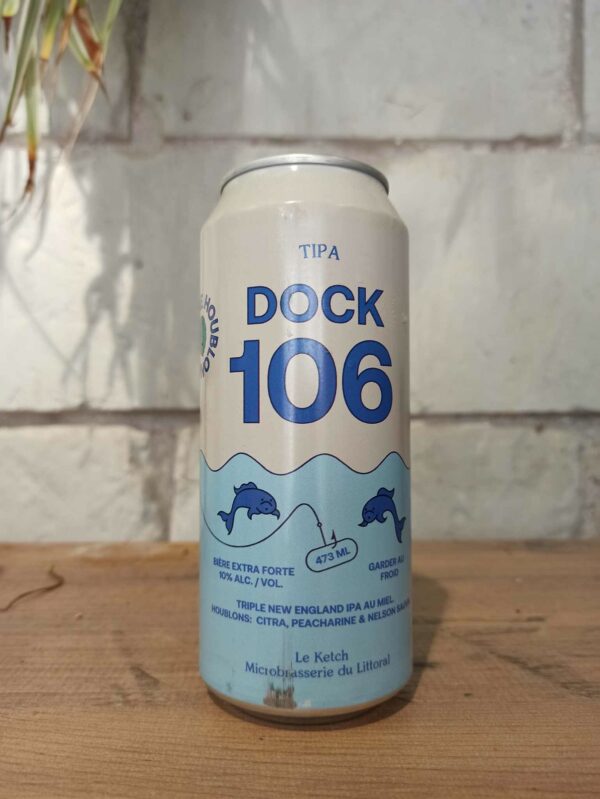 TIPA
DOCK
106
HOUBLO
473 ML
BIÈRE EXTRA FORTE
10% ALC. / VOL.
GARDER AU
FROID
TRIPLE NEW ENGLAND IPA AU MIEL.
HOUBLONS: CITRA, PEACHARINE & NELSON
Le Ketch
Microbrasserie du Littoral